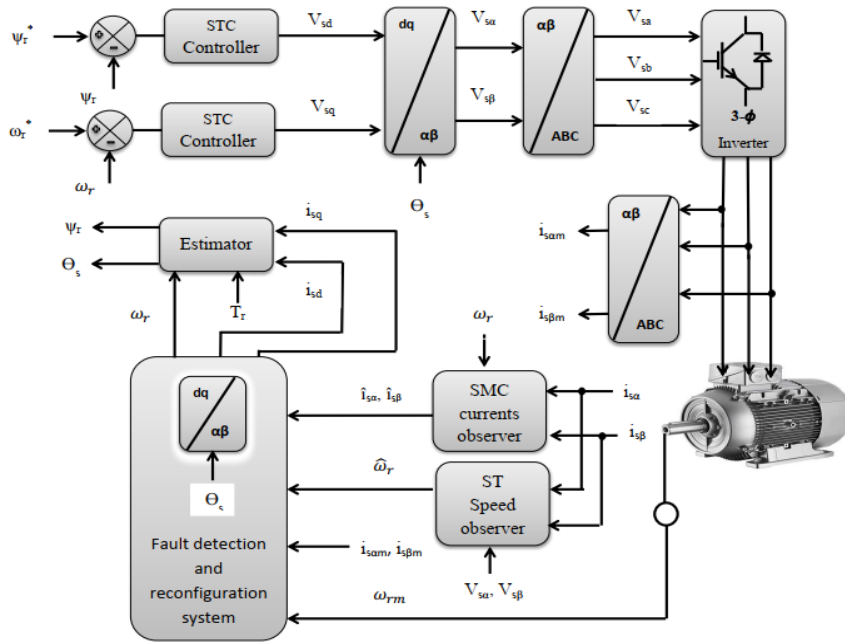 ψr*
STC
Controller
Vsd
dq
αβ
Vsα
αβ
ABC
Vsa
ψr
Vsb
ωr*
STC
Controller
Vsq
Vsβ
Vsc
3-ϕ
Inverter
ωr
Θs
isq
ψr
Estimator
Θs
isd
αβ
ABC
isαm
isβm
ωr
Tr
ωr
dq
αβ
Θs
Fault detection
and
reconfiguration
system
îsα, îsβ
SMC
currents
observer
isα
isβ
ω̂r
ST
Speed
observer
isαm, isβm
Vsα, Vsβ
ωrm